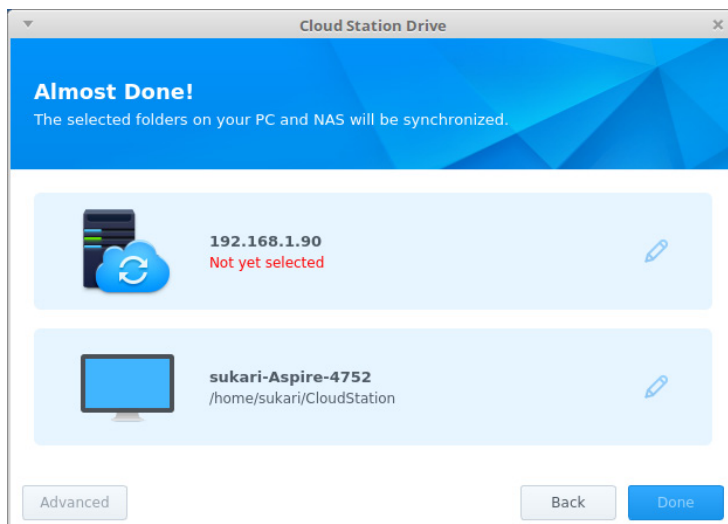 Cloud Station Drive
Almost Done!
The selected folders on your PC and NAS will be synchronized.
192.168.1.90
Not yet selected
sukari-Aspire-4752
/home/sukari/CloudStation
Advanced
Back
Done